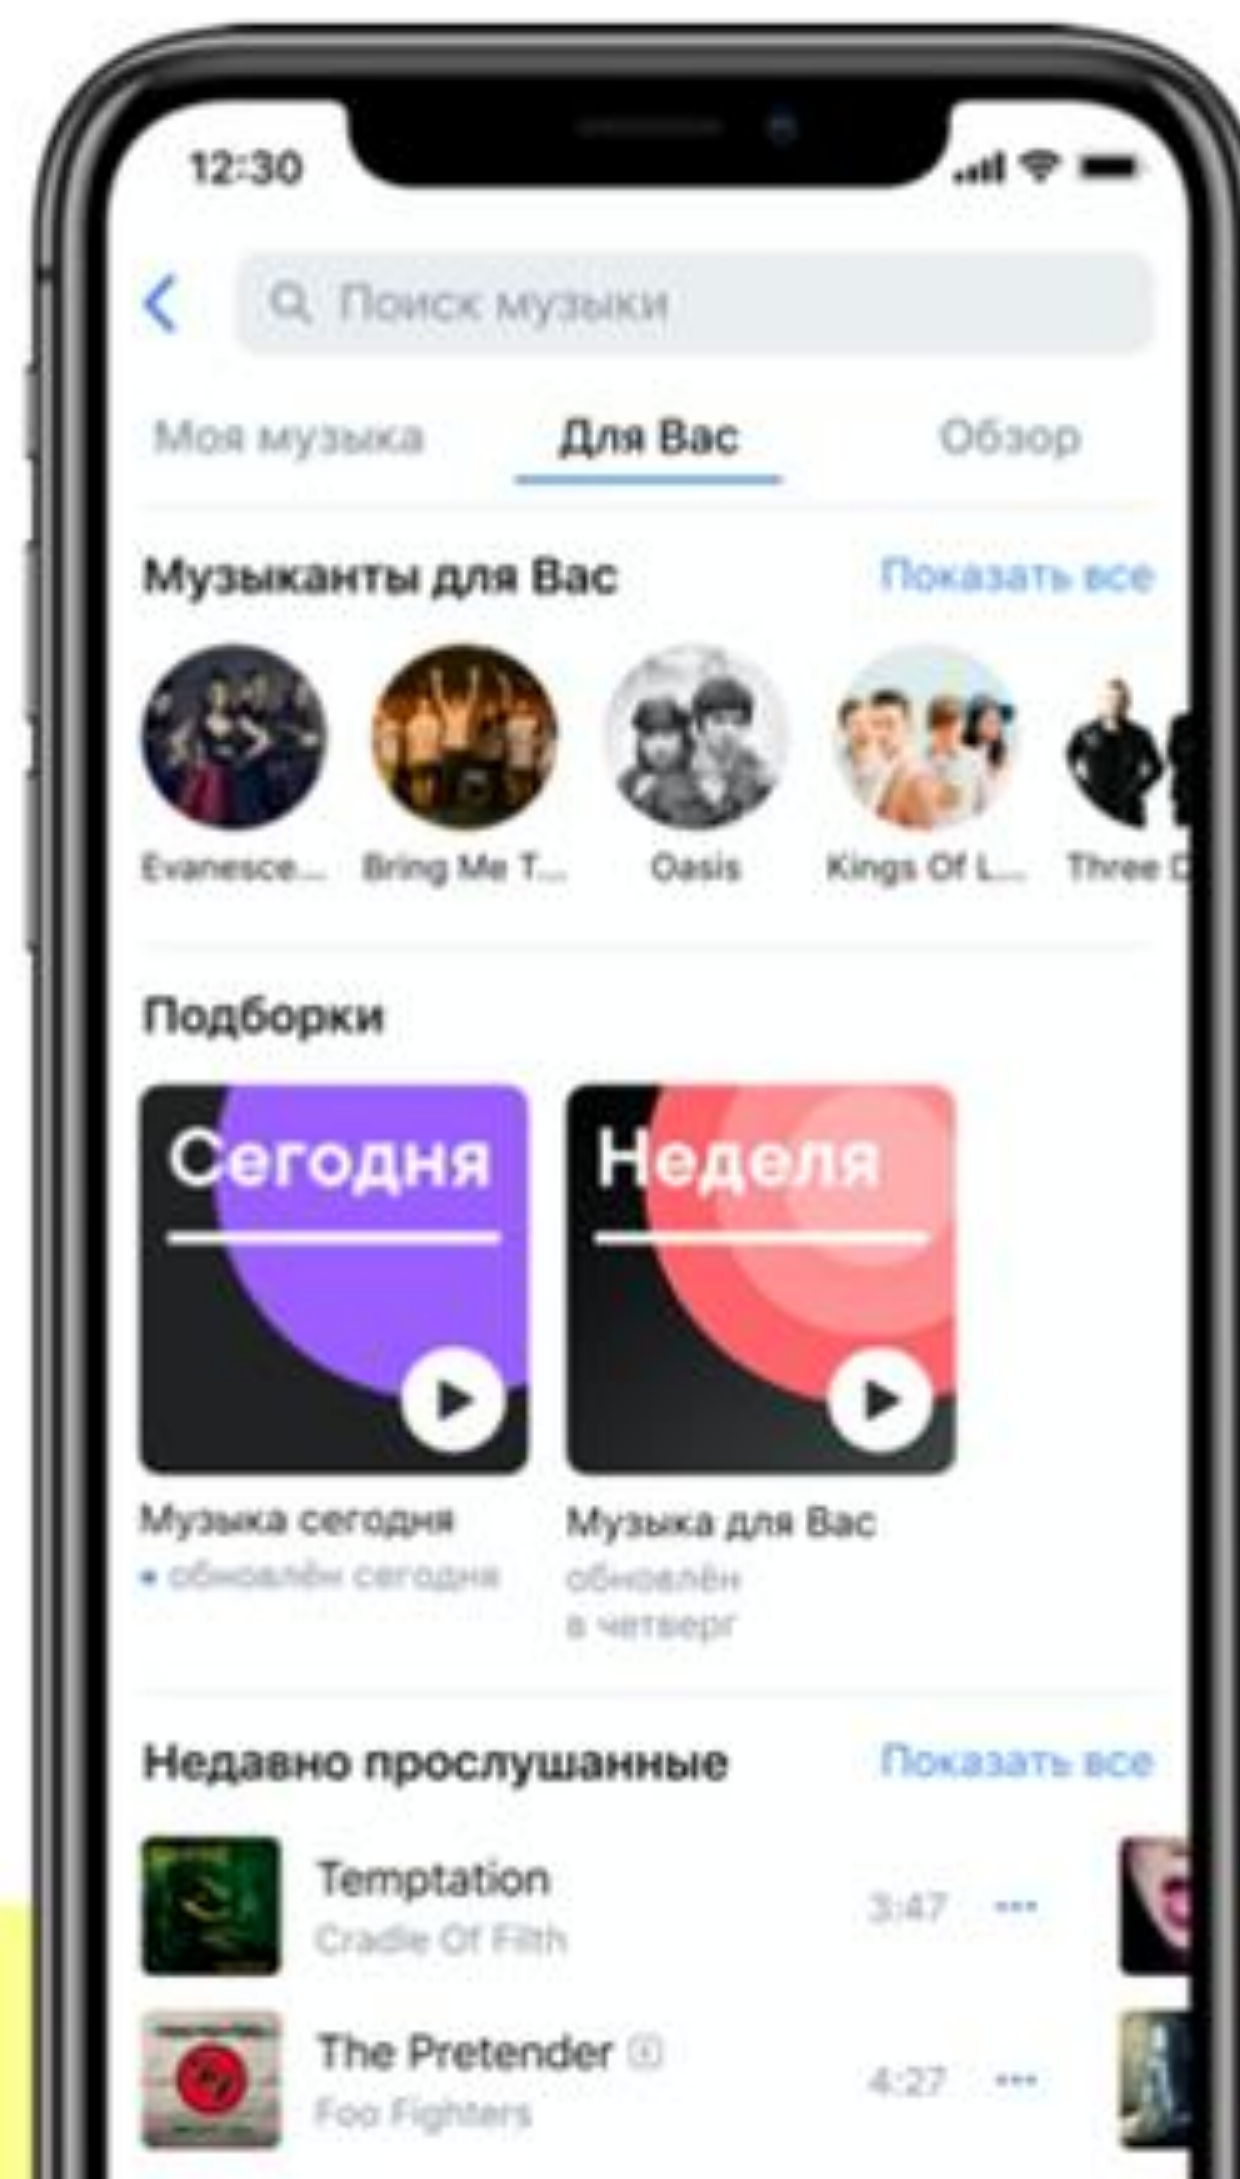 12:30
Поиск музыки
Моя музыка
Для Вас
Обзор
Музыканты для Вас
Показать все
Evanesce...
Bring Me T...
Oasis
Kings Of L...
Three D
Подборки
Сегодня
Неделя
Музыка сегодня
• обновлён сегодня
Музыка для Вас
обновлён
в четверг
Недавно прослушанные
Показать все
Temptation
Cradle Of Filth
3:47
The Pretender
Foo Fighters
4:27